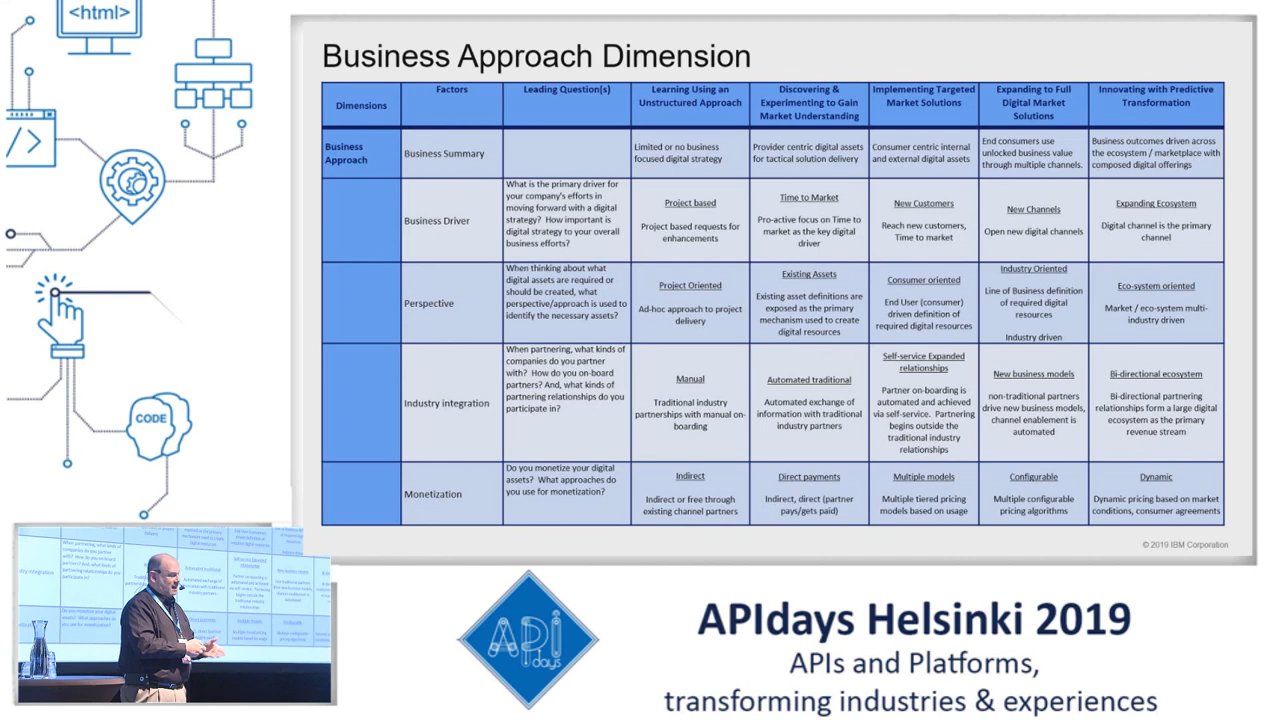 <html>
</>
CODE
Business Approach Dimension
Dimensions
Factors
Leading Question(s)
Learning Using an
Unstructured Approach
Discovering &
Experimenting to Gain
Market Understanding
Implementing Targeted
Market Solutions
Expanding to Full
Digital Market
Solutions
Innovating with Predictive
Transformation
Business
Approach
Business Summary
Limited or no business
focused digital strategy
Provider centric digital assets
for tactical solution delivery
Consumer centric internal
and external digital assets
End consumers use
unlocked business value
through multiple channels.
Business outcomes driven across
the ecosystem / marketplace with
composed digital offerings
Business Driver
What is the primary driver for
your company's efforts in
moving forward with a digital
strategy? How important is
digital strategy to your overall
business efforts?
Project based
Project based requests for
enhancements
Time to Market
Pro-active focus on Time to
market as the key digital
driver
New Customers
Reach new customers,
Time to market
New Channels
Open new digital channels
Expanding Ecosystem
Digital channel is the primary
channel
Perspective
When thinking about what
digital assets are required or
should be created, what
perspective/approach is used to
identify the necessary assets?
Project Oriented
Ad-hoc approach to project
delivery
Existing Assets
Existing asset definitions are
exposed as the primary
mechanism used to create
digital resources
Consumer oriented
End User (consumer)
driven definition of
required digital resources
Industry Oriented
Line of Business definition
of required digital
resources
Industry driven
Eco-system oriented
Market / eco-system multi-
industry driven
Industry integration
When partnering, what kinds of
companies do you partner
with? How do you on-board
partners? And, what kinds of
partnering relationships do you
participate in?
Manual
Traditional industry
partnerships with manual on-
boarding
Automated traditional
Automated exchange of
information with traditional
industry partners
Self-service Expanded
relationships
Partner on-boarding is
automated and achieved
via self-service. Partnering
begins outside the
traditional industry
relationships
New business models
non-traditional partners
drive new business models,
channel enablement is
automated
Bi-directional ecosystem
Bi-directional partnering
relationships form a large digital
ecosystem as the primary
revenue stream
Monetization
Do you monetize your digital
assets? What approaches do
you use for monetization?
Indirect
Indirect or free through
existing channel partners
Direct payments
Indirect, direct (partner
pays/gets paid)
Multiple models
Multiple tiered pricing
models based on usage
Configurable
Multiple configurable
pricing algorithms
Dynamic
Dynamic pricing based on market
conditions, consumer agreements
© 2019 IBM Corporation
API
days
APIdays Helsinki 2019
APIs and Platforms,
transforming industries & experiences